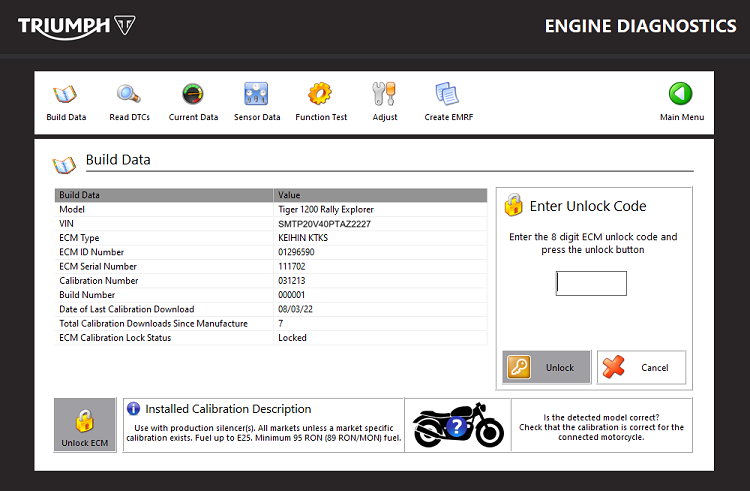 TRIUMPH
ENGINE DIAGNOSTICS
Build Data
Read DTCs
Current Data
Sensor Data
Function Test
Adjust
Create EMRF
Main Menu
Build Data
Build Data Value
Model Tiger 1200 Rally Explorer
VIN SMTP20V40PTAZ2227
ECM Type KEIHIN KTKS
ECM ID Number 01296590
ECM Serial Number 111702
Calibration Number 031213
Build Number 000001
Date of Last Calibration Download 08/03/22
Total Calibration Downloads Since Manufacture 7
ECM Calibration Lock Status Locked
Enter Unlock Code
Enter the 8 digit ECM unlock code and
press the unlock button
Unlock
Cancel
Unlock ECM
i Installed Calibration Description
Use with production silencer(s). All markets unless a market specific
calibration exists. Fuel up to E25. Minimum 95 RON (89 RON/MON) fuel.
?
Is the detected model correct?
Check that the calibration is correct for the
connected motorcycle.